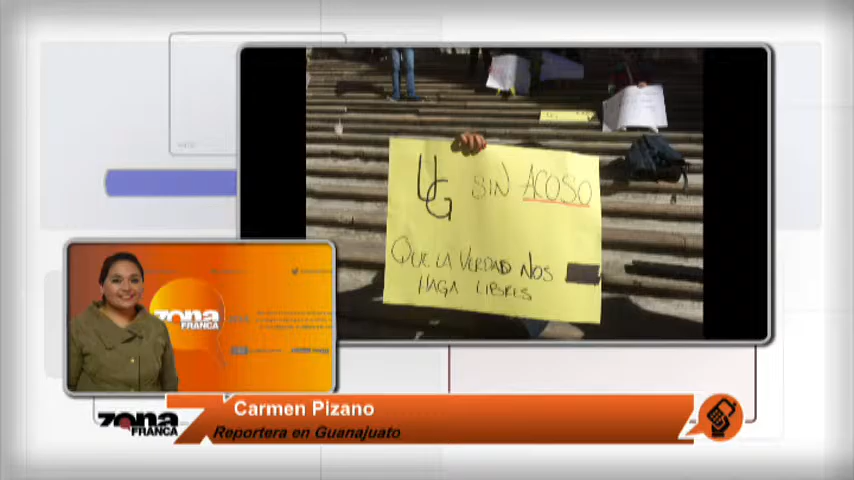 UG SIN ACOSO
QUE LA VERDAD NOS
HAGA LIBRES
ZONA
FRANCA
Carmen Pizano
Reportera en Guanajuato
ZONA
FRANCA